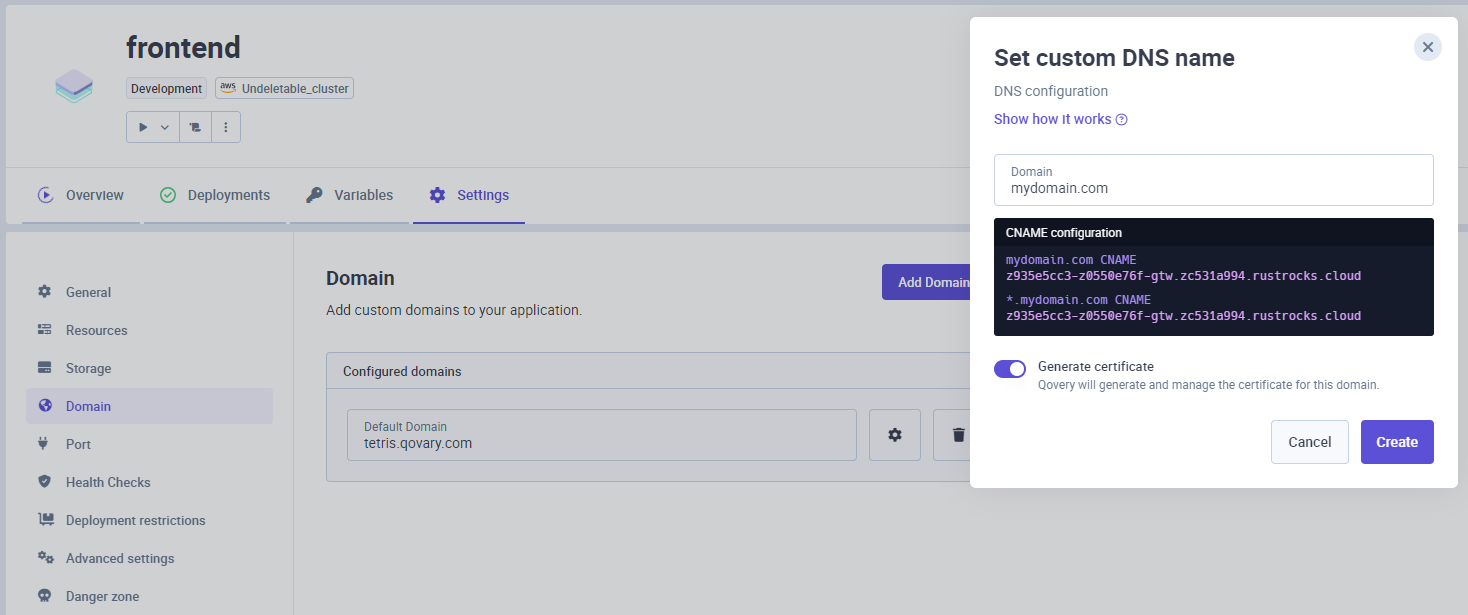 frontend
Development
aws Undeletable_cluster
Overview
Deployments
Variables
Settings
General
Resources
Storage
Domain
Port
Health Checks
Deployment restrictions
Advanced settings
Danger zone
Domain
Add custom domains to your application.
Add Domain
Configured domains
Default Domain
tetris.qovary.com
Set custom DNS name
DNS configuration
Show how it works
Domain
mydomain.com
CNAME configuration
mydomain.com CNAME
z935e5cc3-z0550e76f-gtw.zc531a994.rustrocks.cloud
*.mydomain.com CNAME
z935e5cc3-z0550e76f-gtw.zc531a994.rustrocks.cloud
Generate certificate
Qovery will generate and manage the certificate for this domain.
Cancel
Create